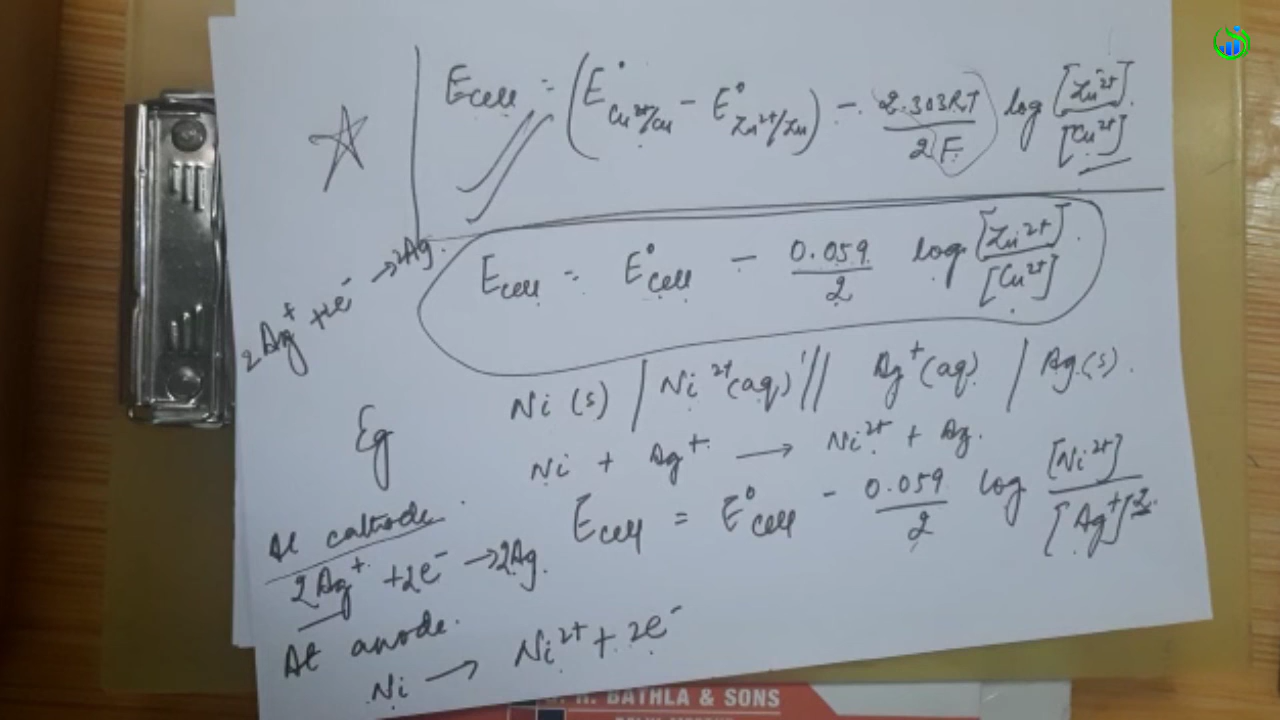 Ecell = (E°Cu2+/Cu − E°Zn2+/Zn) − 2.303RT/2F log [Zn2+]/[Cu2+]
Ecell = E°cell − 0.059/2 log [Zn2+]/[Cu2+]
2Ag+ + e- → 2Ag.
Eg Ni (s) | Ni2+ (aq) || Ag+ (aq) | Ag (s).
Ni + Ag+ → Ni2+ + Ag.
Ecell = E°cell − 0.059/2 log [Ni2+]/[Ag+]2
At cathode.
2Ag+ + 2e- → 2Ag.
At anode.
Ni → Ni2+ + 2e-
BATHLA & SONS